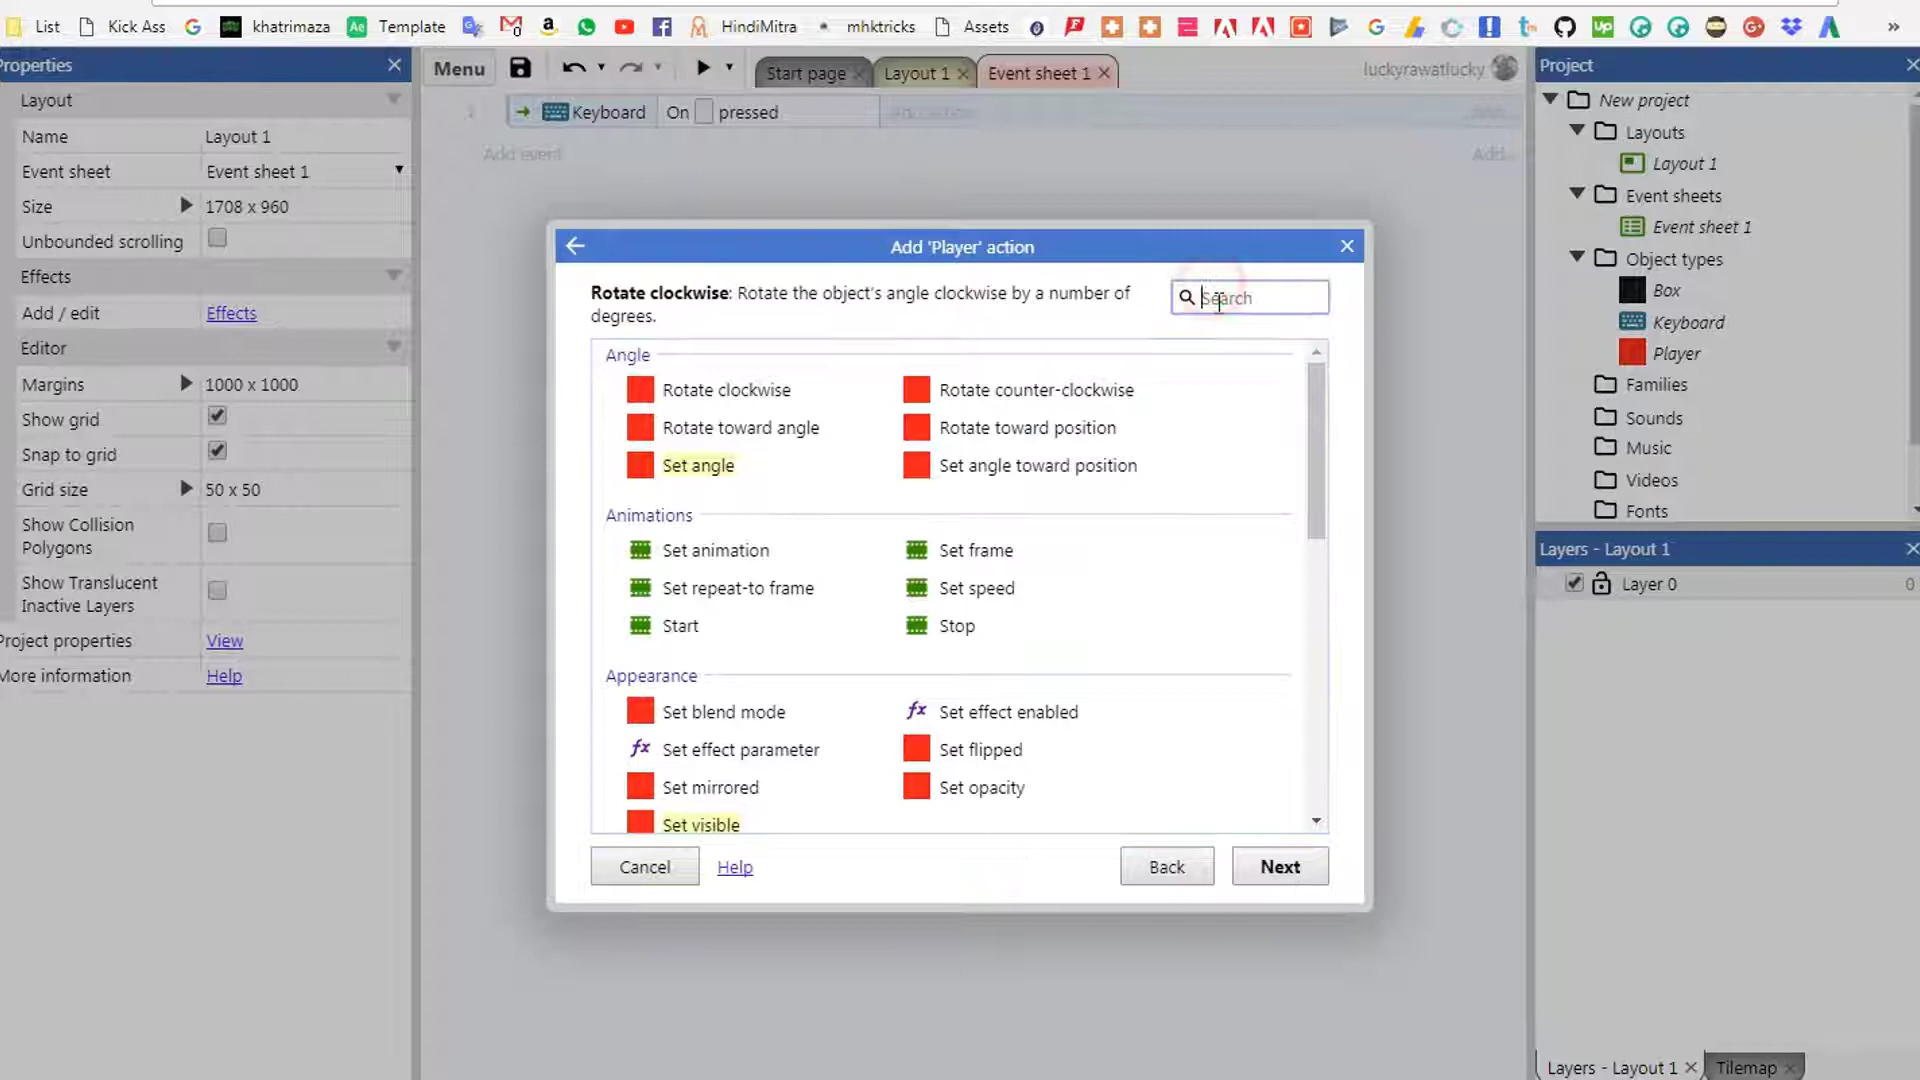 List Kick Ass khatrimaza Ae Template HindiMitra mhktricks Assets »
Properties
Layout
Name Layout 1
Event sheet Event sheet 1
Size 1708 x 960
Unbounded scrolling
Effects
Add / edit Effects
Editor
Margins 1000 x 1000
Show grid
Snap to grid
Grid size 50 x 50
Show Collision
Polygons
Show Translucent
Inactive Layers
Project properties View
More information Help
Menu Start page Layout 1 Event sheet 1 luckyrawatlucky
1 Keyboard On pressed Add action
Add event Add...
Add 'Player' action
Rotate clockwise: Rotate the object's angle clockwise by a number of
degrees.
Search
Angle
Rotate clockwise Rotate counter-clockwise
Rotate toward angle Rotate toward position
Set angle Set angle toward position
Animations
Set animation Set frame
Set repeat-to frame Set speed
Start Stop
Appearance
Set blend mode fx Set effect enabled
fx Set effect parameter Set flipped
Set mirrored Set opacity
Set visible
Cancel Help Back Next
Project
New project
Layouts
Layout 1
Event sheets
Event sheet 1
Object types
Box
Keyboard
Player
Families
Sounds
Music
Videos
Fonts
Layers - Layout 1
Layer 0 0
Layers - Layout 1 Tilemap